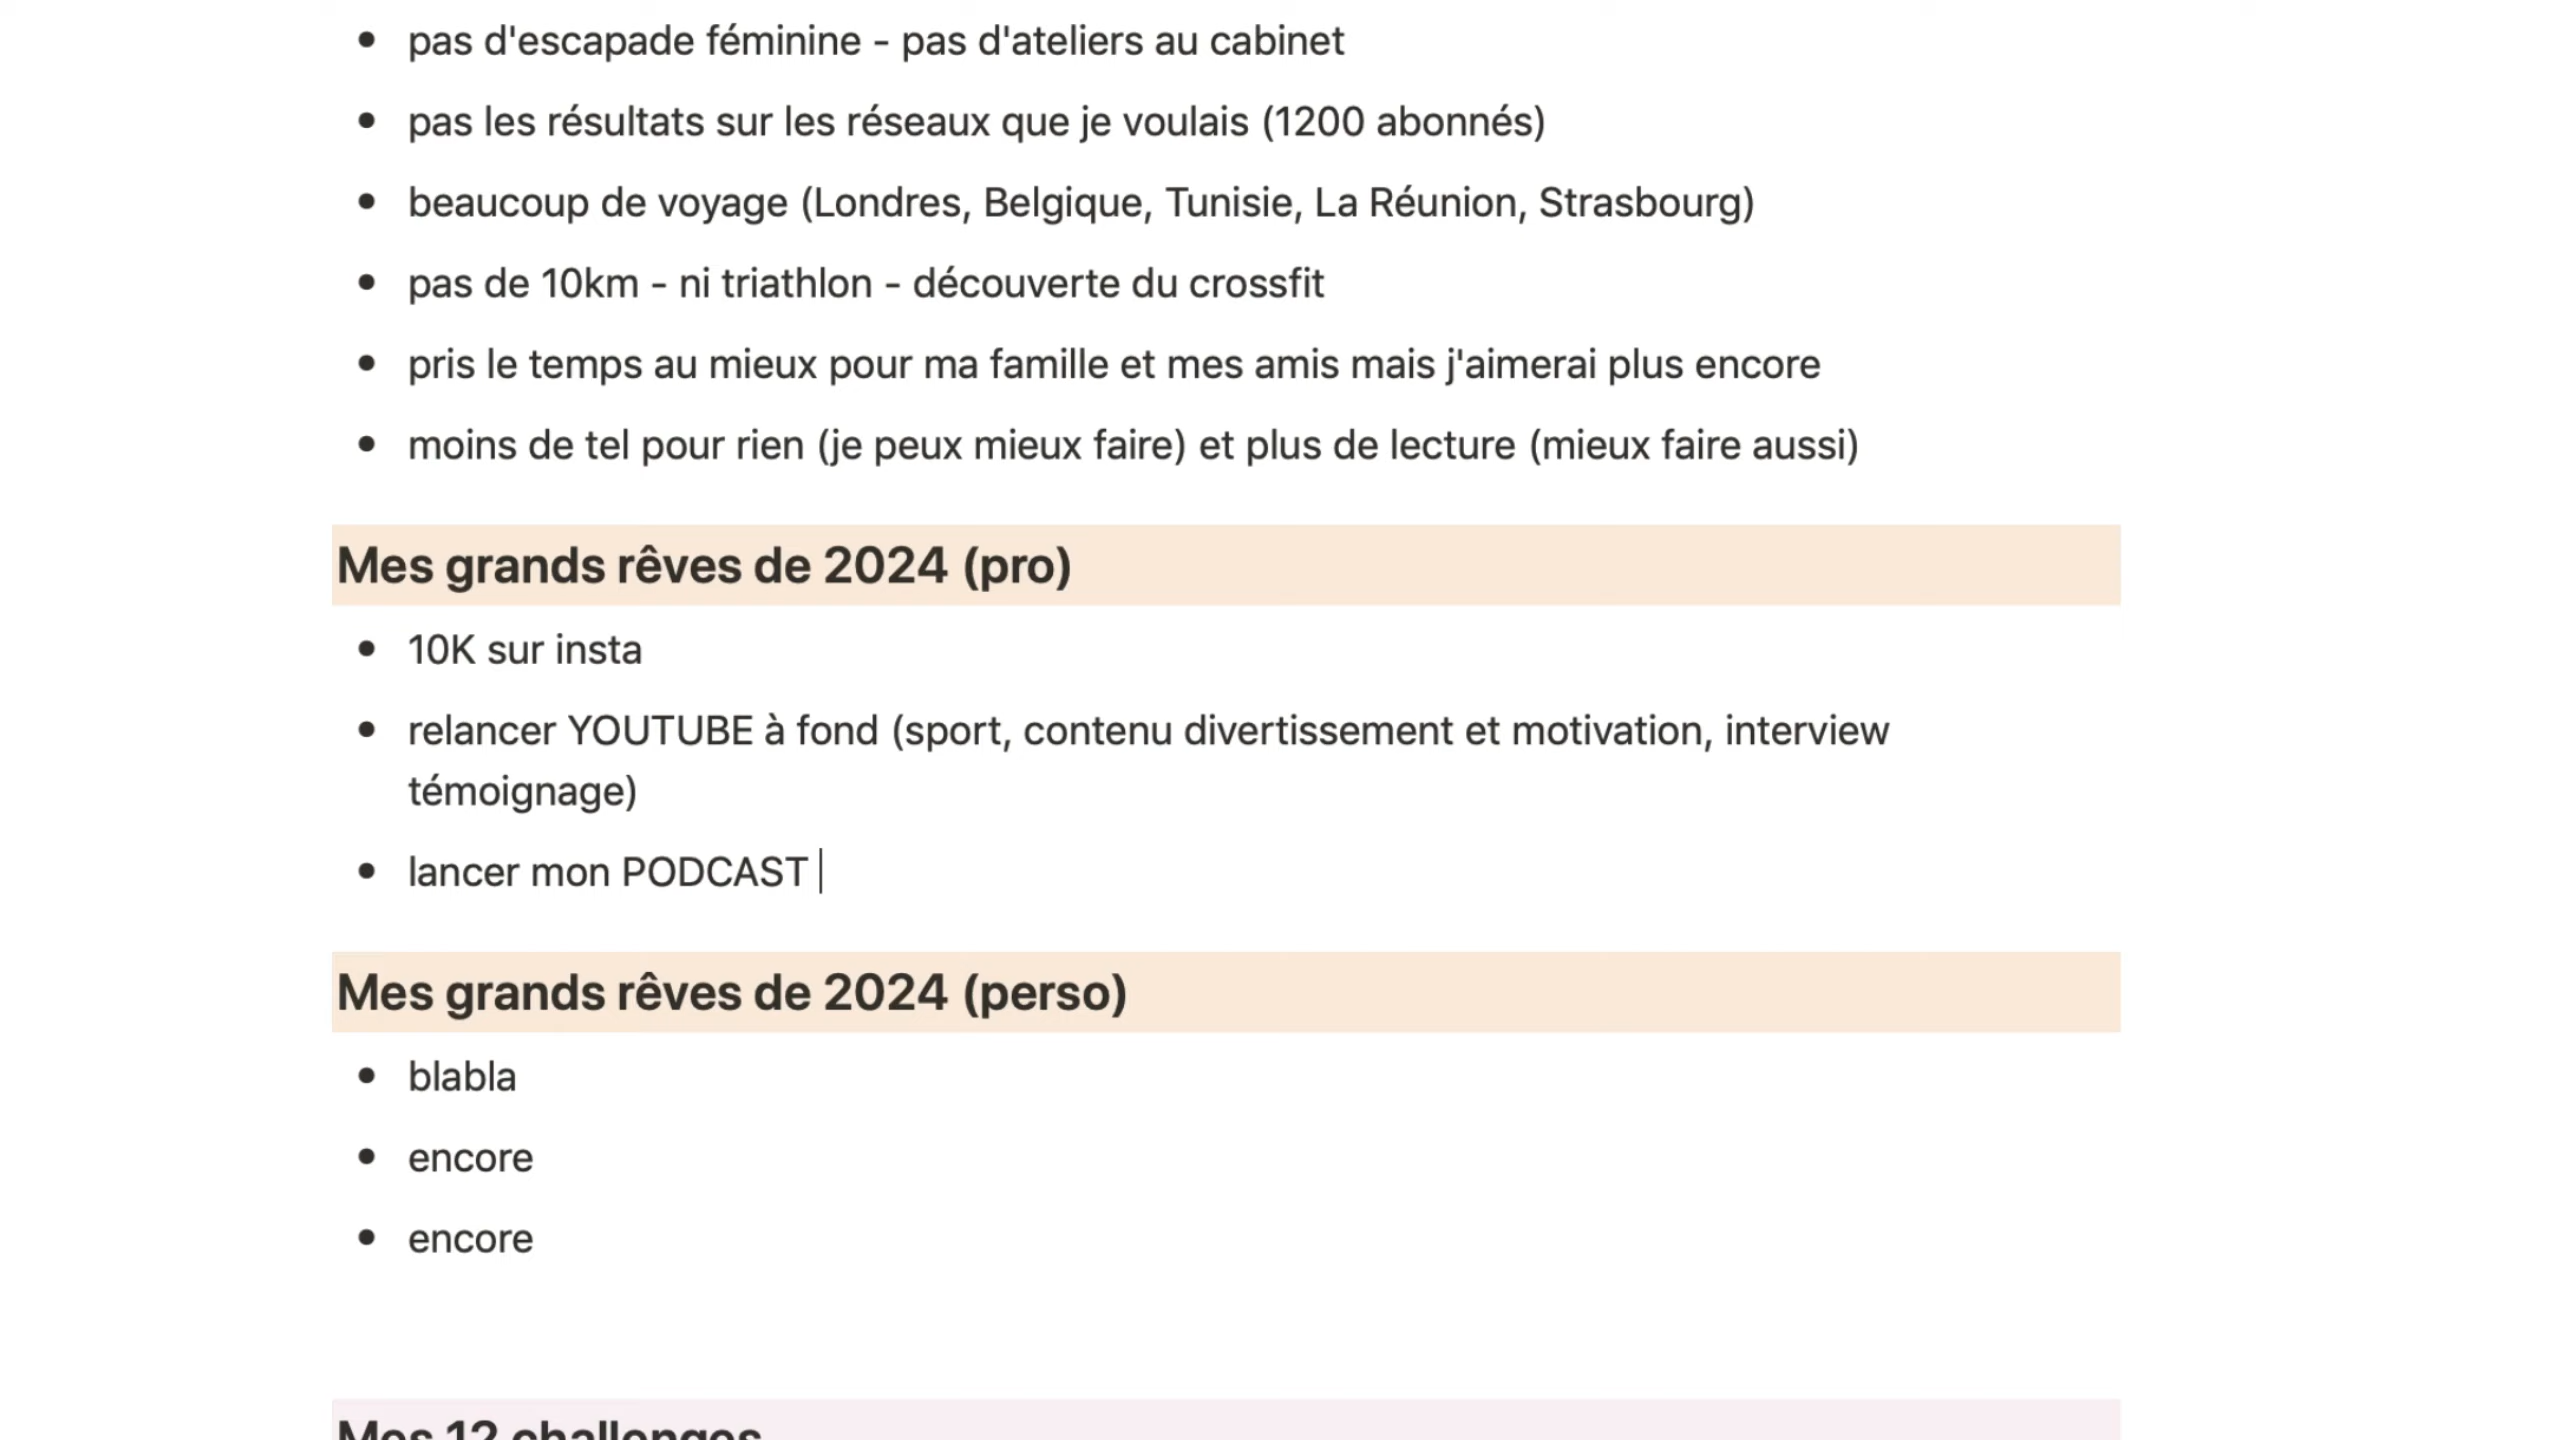 pas d'escapade féminine - pas d'ateliers au cabinet
pas les résultats sur les réseaux que je voulais (1200 abonnés)
beaucoup de voyage (Londres, Belgique, Tunisie, La Réunion, Strasbourg)
pas de 10km - ni triathlon - découverte du crossfit
pris le temps au mieux pour ma famille et mes amis mais j'aimerai plus encore
moins de tel pour rien (je peux mieux faire) et plus de lecture (mieux faire aussi)
Mes grands rêves de 2024 (pro)
10K sur insta
relancer YOUTUBE à fond (sport, contenu divertissement et motivation, interview
témoignage)
lancer mon PODCAST
Mes grands rêves de 2024 (perso)
blabla
encore
encore
Mes 12 challenges